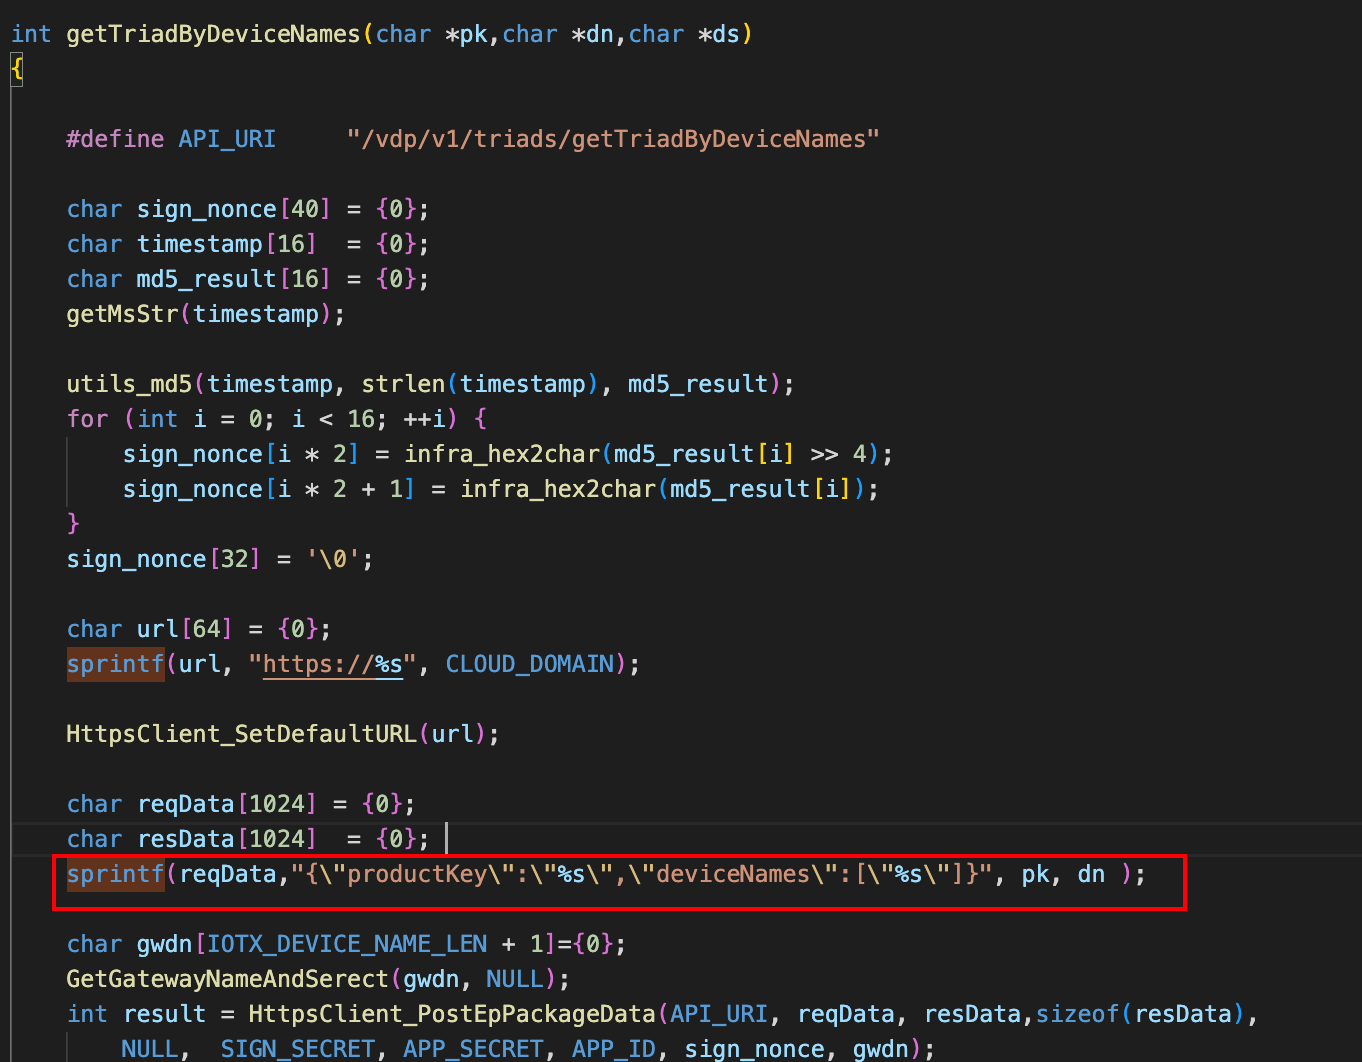 int getTriadByDeviceNames(char *pk,char *dn,char *ds)
{
#define API_URI     "/vdp/v1/triads/getTriadByDeviceNames"
char sign_nonce[40] = {0};
char timestamp[16]  = {0};
char md5_result[16] = {0};
getMsStr(timestamp);
utils_md5(timestamp, strlen(timestamp), md5_result);
for (int i = 0; i < 16; ++i) {
sign_nonce[i * 2] = infra_hex2char(md5_result[i] >> 4);
sign_nonce[i * 2 + 1] = infra_hex2char(md5_result[i]);
}
sign_nonce[32] = '\0';
char url[64] = {0};
sprintf(url, "https://%s", CLOUD_DOMAIN);
HttpsClient_SetDefaultURL(url);
char reqData[1024] = {0};
char resData[1024]  = {0};
sprintf(reqData,"{\"productKey\":\"%s\",\"deviceNames\":[\"%s\"]}", pk, dn );
char gwdn[IOTX_DEVICE_NAME_LEN + 1]={0};
GetGatewayNameAndSerect(gwdn, NULL);
int result = HttpsClient_PostEpPackageData(API_URI, reqData, resData,sizeof(resData),
NULL,  SIGN_SECRET, APP_SECRET, APP_ID, sign_nonce, gwdn);